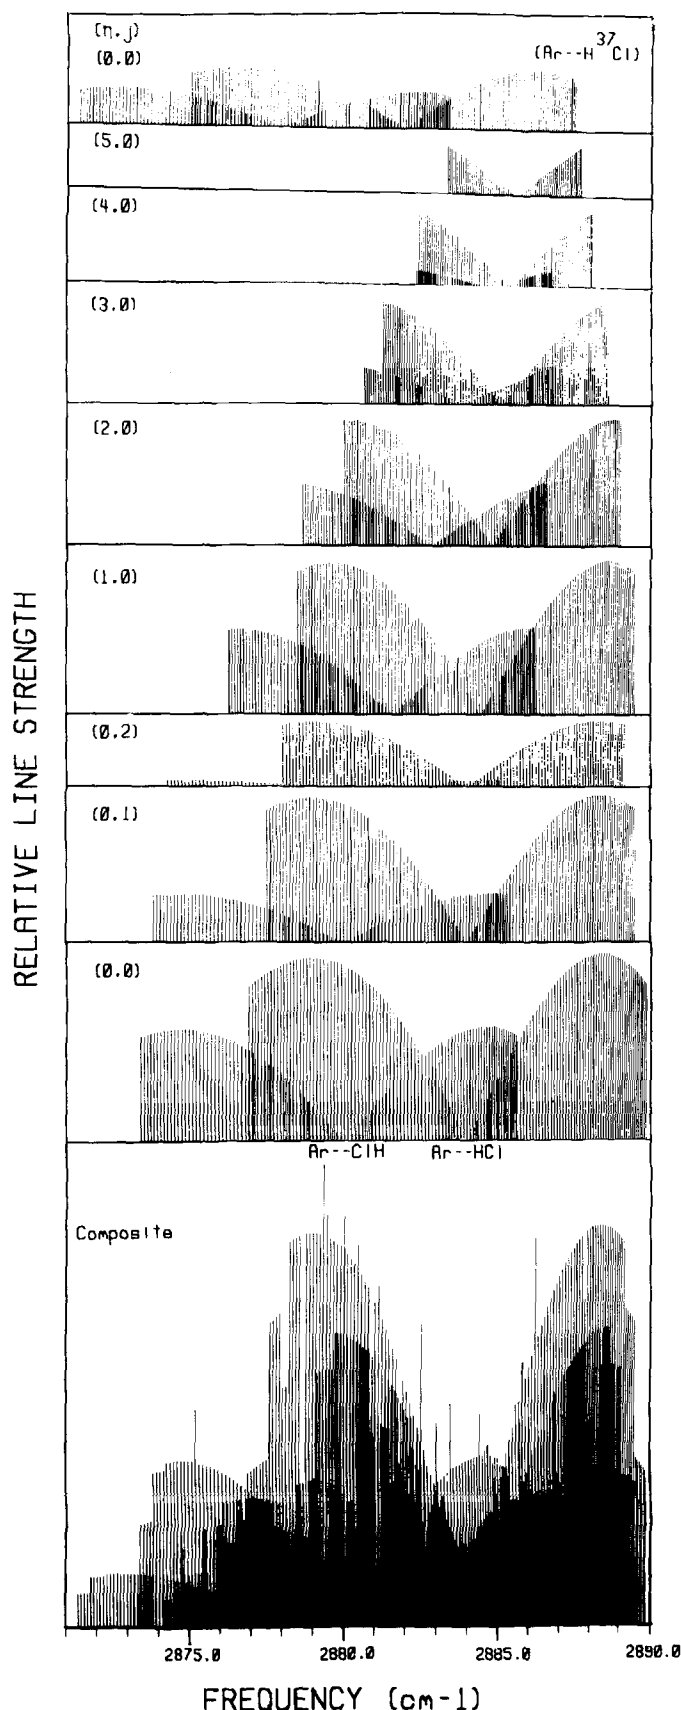 (n.j)
(0.0)
(Ar--H37Cl)
(5.0)
(4.0)
(3.0)
(2.0)
(1.0)
(0.2)
(0.1)
(0.0)
Ar--ClH Ar--HCl
Composite
RELATIVE LINE STRENGTH
2875.0 2880.0 2885.0 2890.0
FREQUENCY (cm-1)